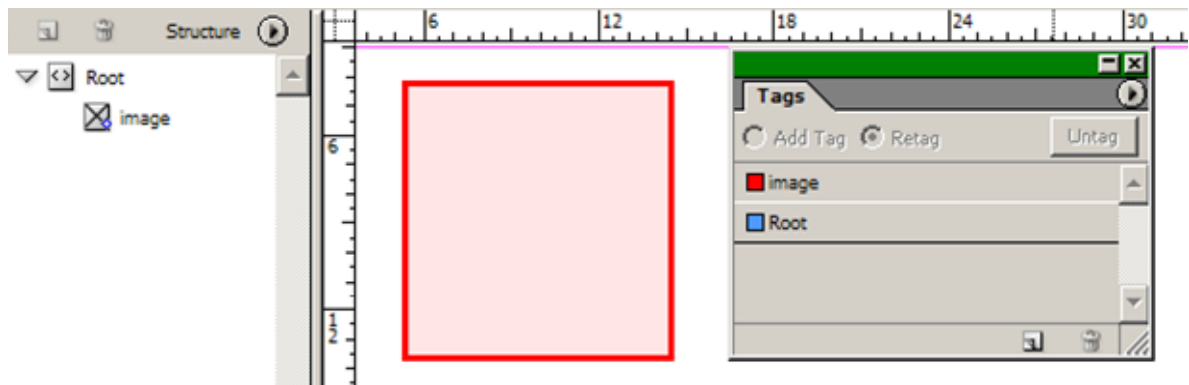 Structure
Root
image
6 12 18 24 30
6
1
2
Tags
Add Tag Retag Untag
image
Root